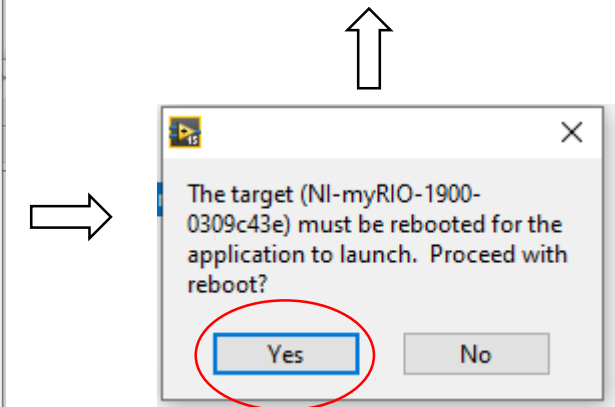 15
The target (NI-myRIO-1900-
0309c43e) must be rebooted for the
application to launch.  Proceed with
reboot?
Yes No